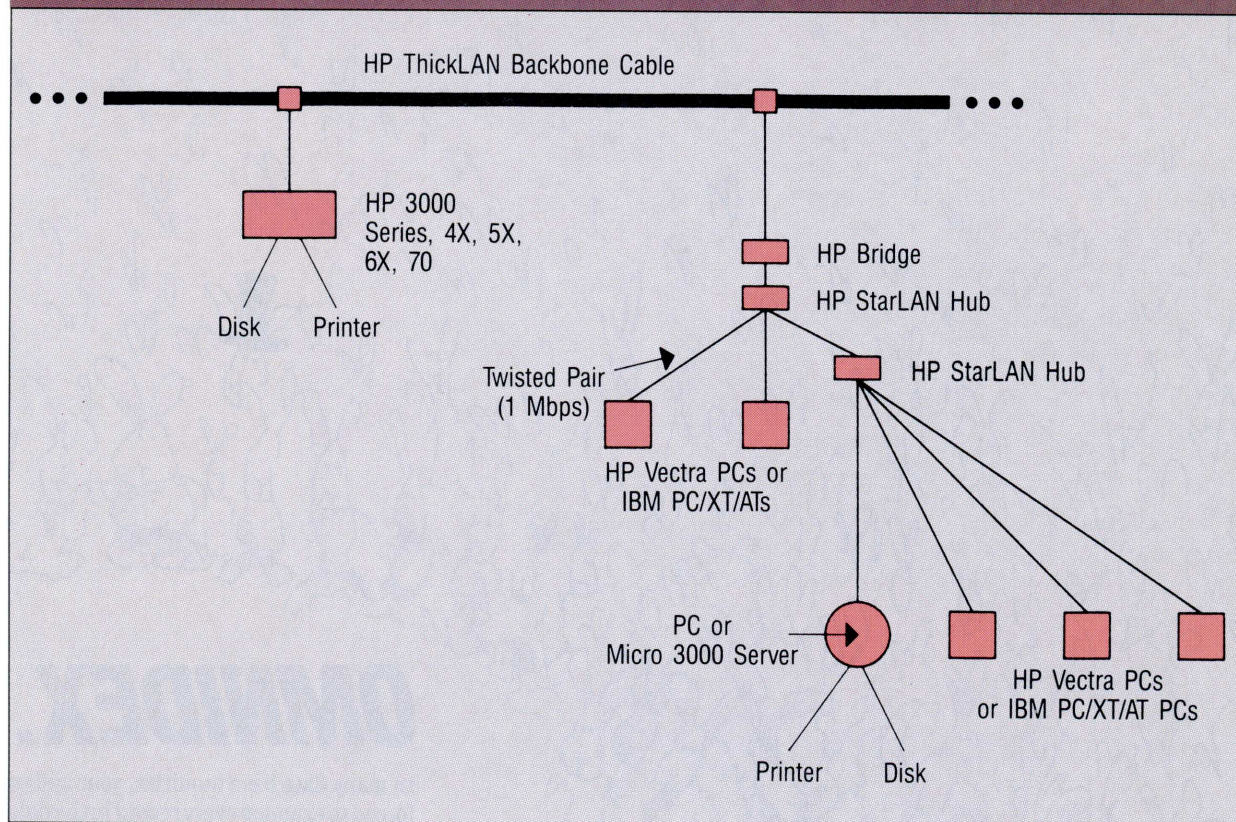 HP ThickLAN Backbone Cable
HP 3000
Series, 4X, 5X,
6X, 70
Disk
Printer
HP Bridge
HP StarLAN Hub
Twisted Pair
(1 Mbps)
HP StarLAN Hub
HP Vectra PCs or
IBM PC/XT/ATs
PC or
Micro 3000 Server
HP Vectra PCs
or IBM PC/XT/AT PCs
Printer
Disk